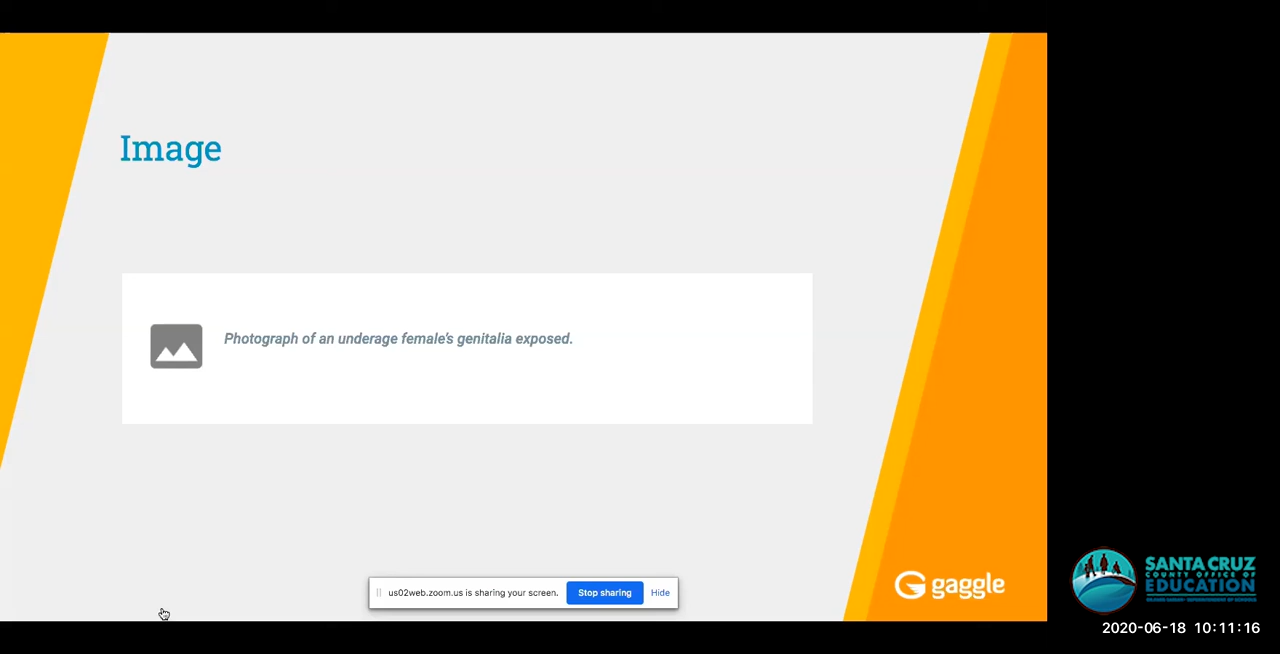 Image
Photograph of an underage female's genitalia exposed.
us02web.zoom.us is sharing your screen. Stop sharing Hide
gaggle
SANTA CRUZ
COUNTY OFFICE OF
EDUCATION
2020-06-18 10:11:16